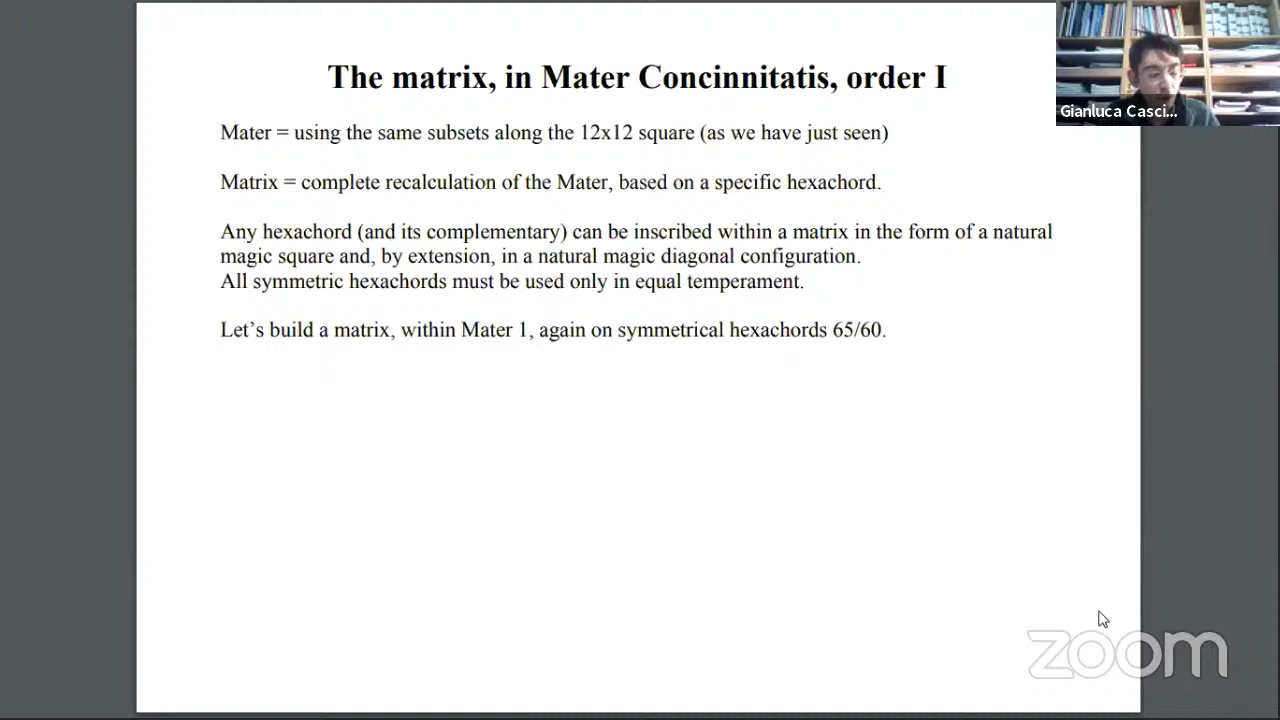 The matrix, in Mater Concinnitatis, order I
Mater = using the same subsets along the 12x12 square (as we have just seen)
Matrix = complete recalculation of the Mater, based on a specific hexachord.
Any hexachord (and its complementary) can be inscribed within a matrix in the form of a natural
magic square and, by extension, in a natural magic diagonal configuration.
All symmetric hexachords must be used only in equal temperament.
Let’s build a matrix, within Mater 1, again on symmetrical hexachords 65/60.
Gianluca Casci...
zoom